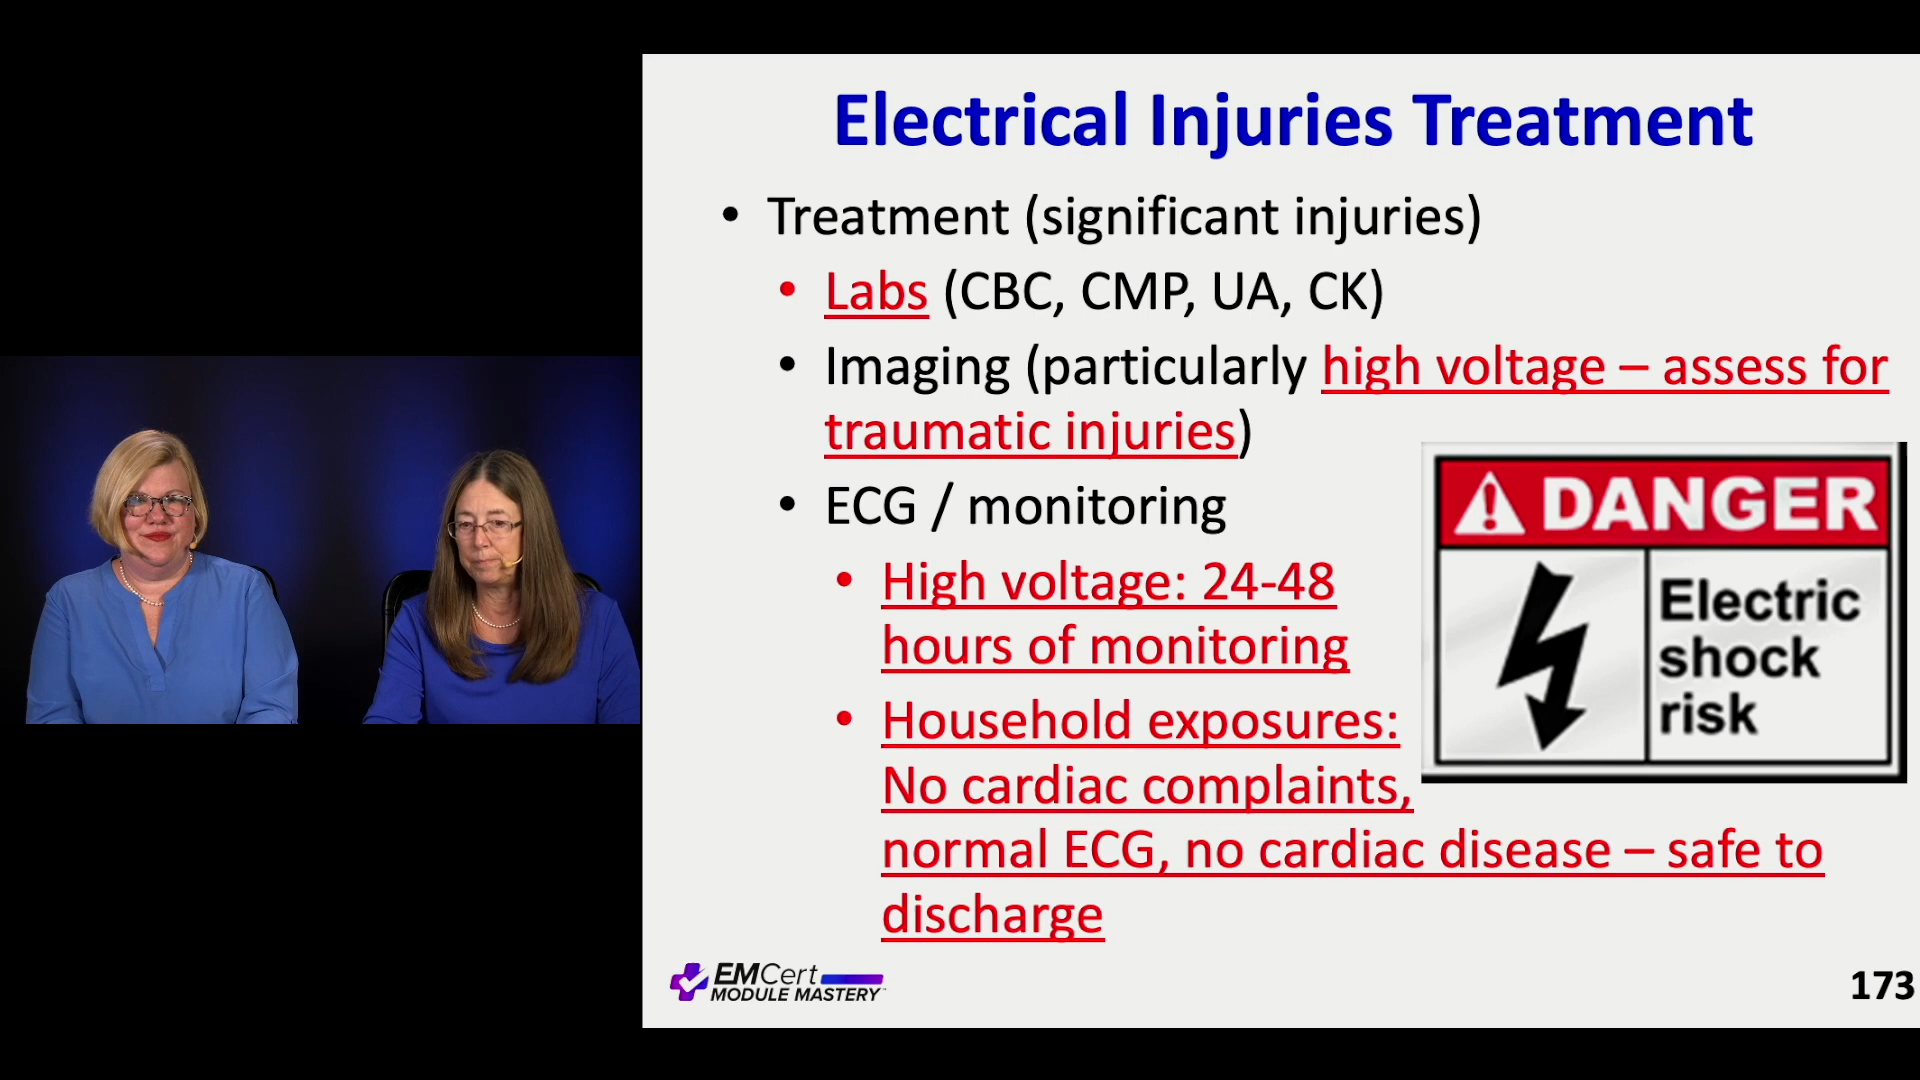 Electrical Injuries Treatment
• Treatment (significant injuries)
• Labs (CBC, CMP, UA, CK)
• Imaging (particularly high voltage – assess for
traumatic injuries)
• ECG / monitoring
• High voltage: 24-48
hours of monitoring
• Household exposures:
No cardiac complaints,
normal ECG, no cardiac disease – safe to
discharge
DANGER
Electric
shock
risk
EMCert
MODULE MASTERY™
173